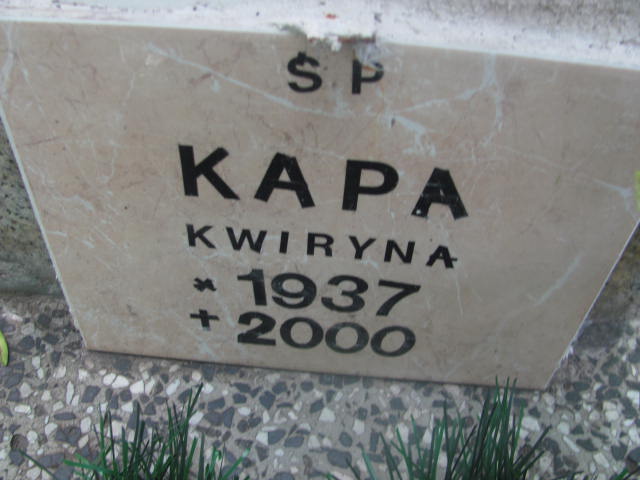 ŚP
KAPA
KWIRYNA
* 1937
+ 2000